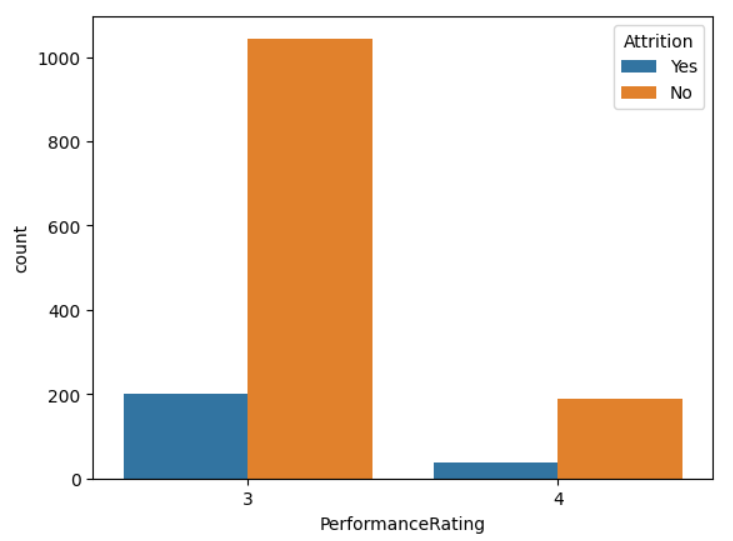 Attrition
Yes
No
1000
800
600
400
200
0
count
3 4
PerformanceRating